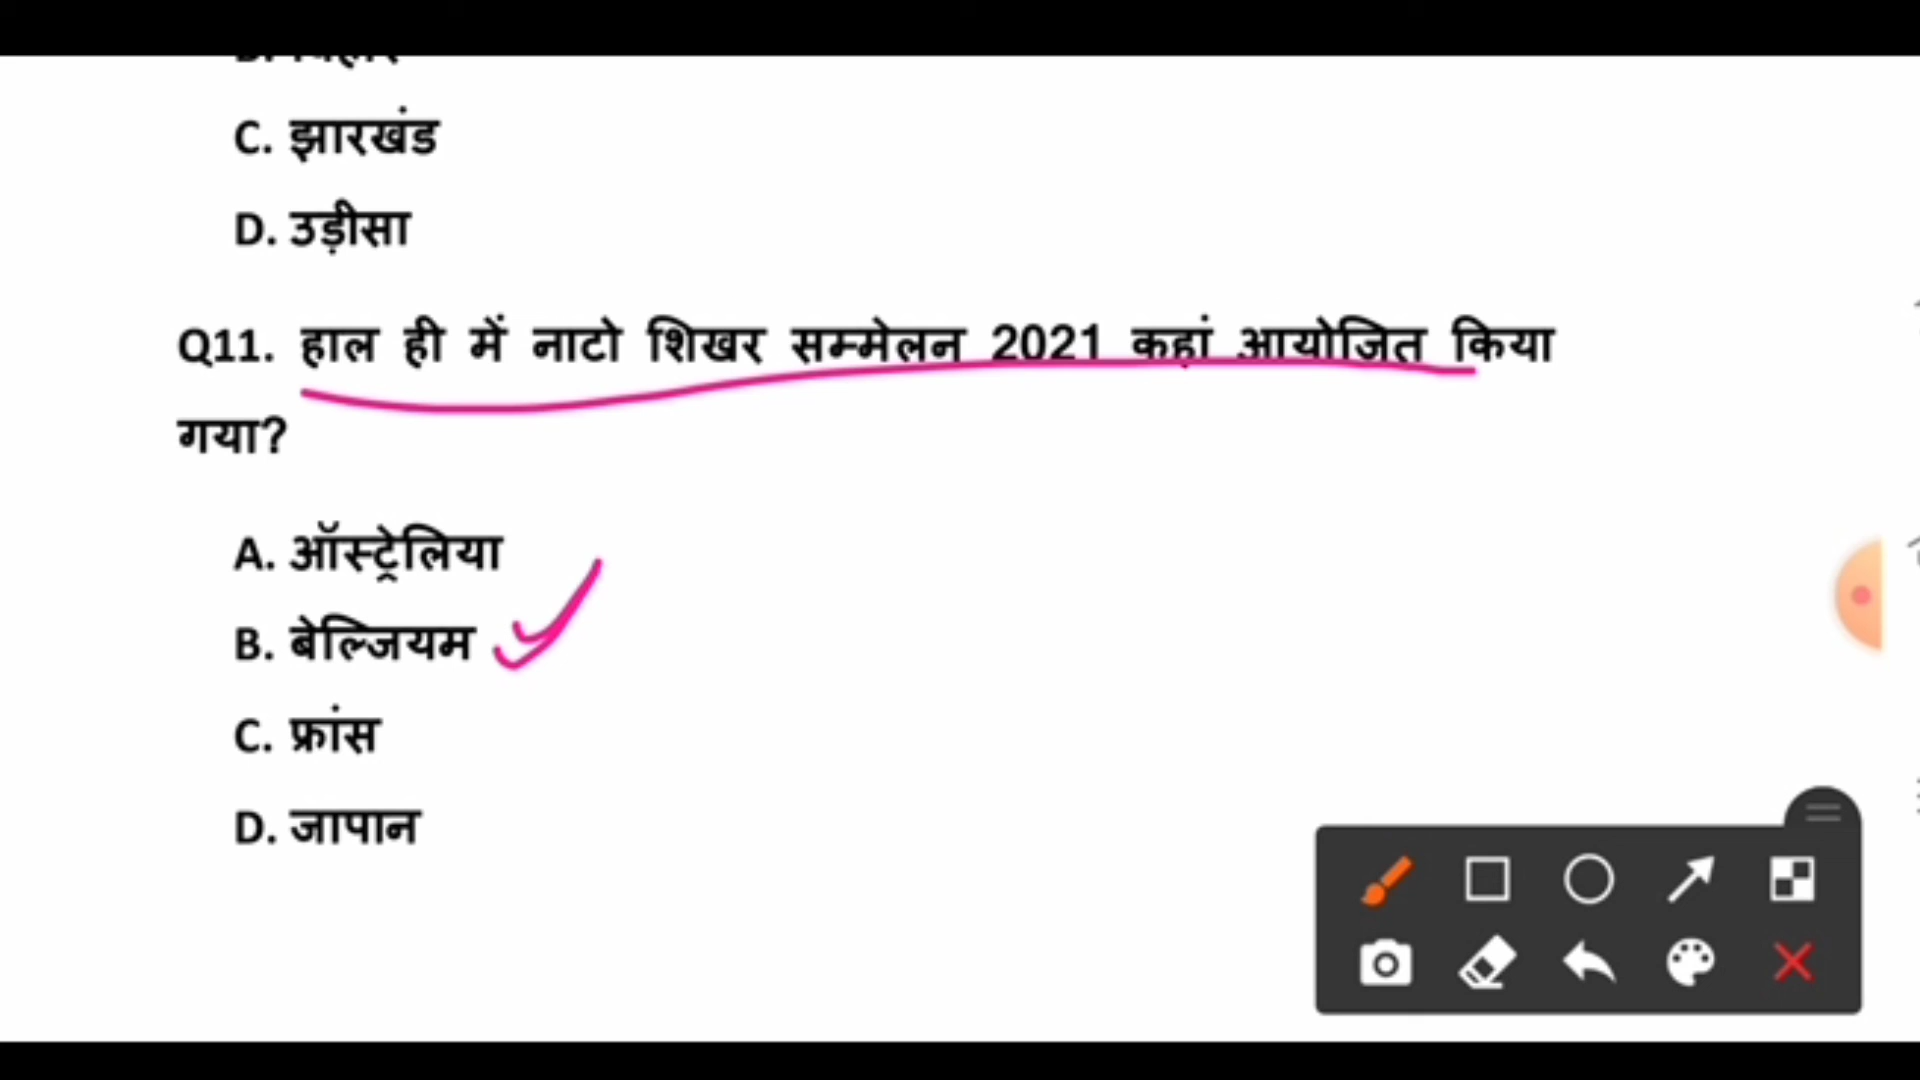 C. झारखंड
D. उड़ीसा
Q11. हाल ही में नाटो शिखर सम्मेलन 2021 कहां आयोजित किया
गया?
A. ऑस्ट्रेलिया
B. बेल्जियम
C. फ्रांस
D. जापान